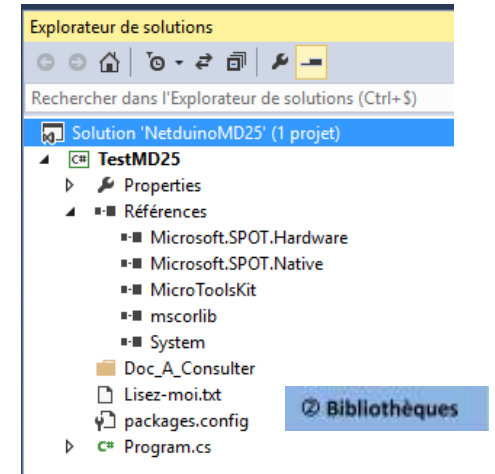 Explorateur de solutions
Rechercher dans l'Explorateur de solutions (Ctrl+$)
Solution 'NetduinoMD25' (1 projet)
C# TestMD25
Properties
Références
Microsoft.SPOT.Hardware
Microsoft.SPOT.Native
MicroToolsKit
mscorlib
System
Doc_A_Consulter
Lisez-moi.txt
② Bibliothèques
packages.config
C# Program.cs